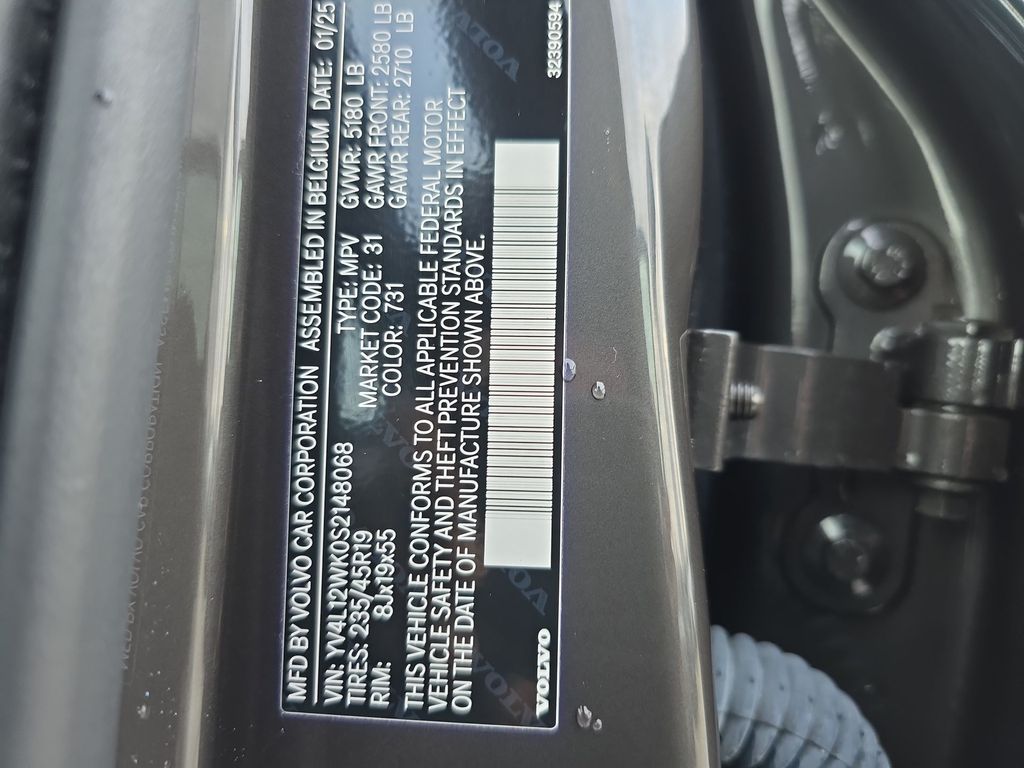 MFD BY VOLVO CAR CORPORATION ASSEMBLED IN BELGIUM DATE: 01/25
VIN: YV4L12WK0S2148068 TYPE: MPV GVWR: 5180 LB
TIRES: 235/45R19 MARKET CODE: 31 GAWR FRONT: 2580 LB
RIM: 8Jx19x55 COLOR: 731 GAWR REAR: 2710 LB
THIS VEHICLE CONFORMS TO ALL APPLICABLE FEDERAL MOTOR
VEHICLE SAFETY AND THEFT PREVENTION STANDARDS IN EFFECT
ON THE DATE OF MANUFACTURE SHOWN ABOVE.
VOLVO 32390594